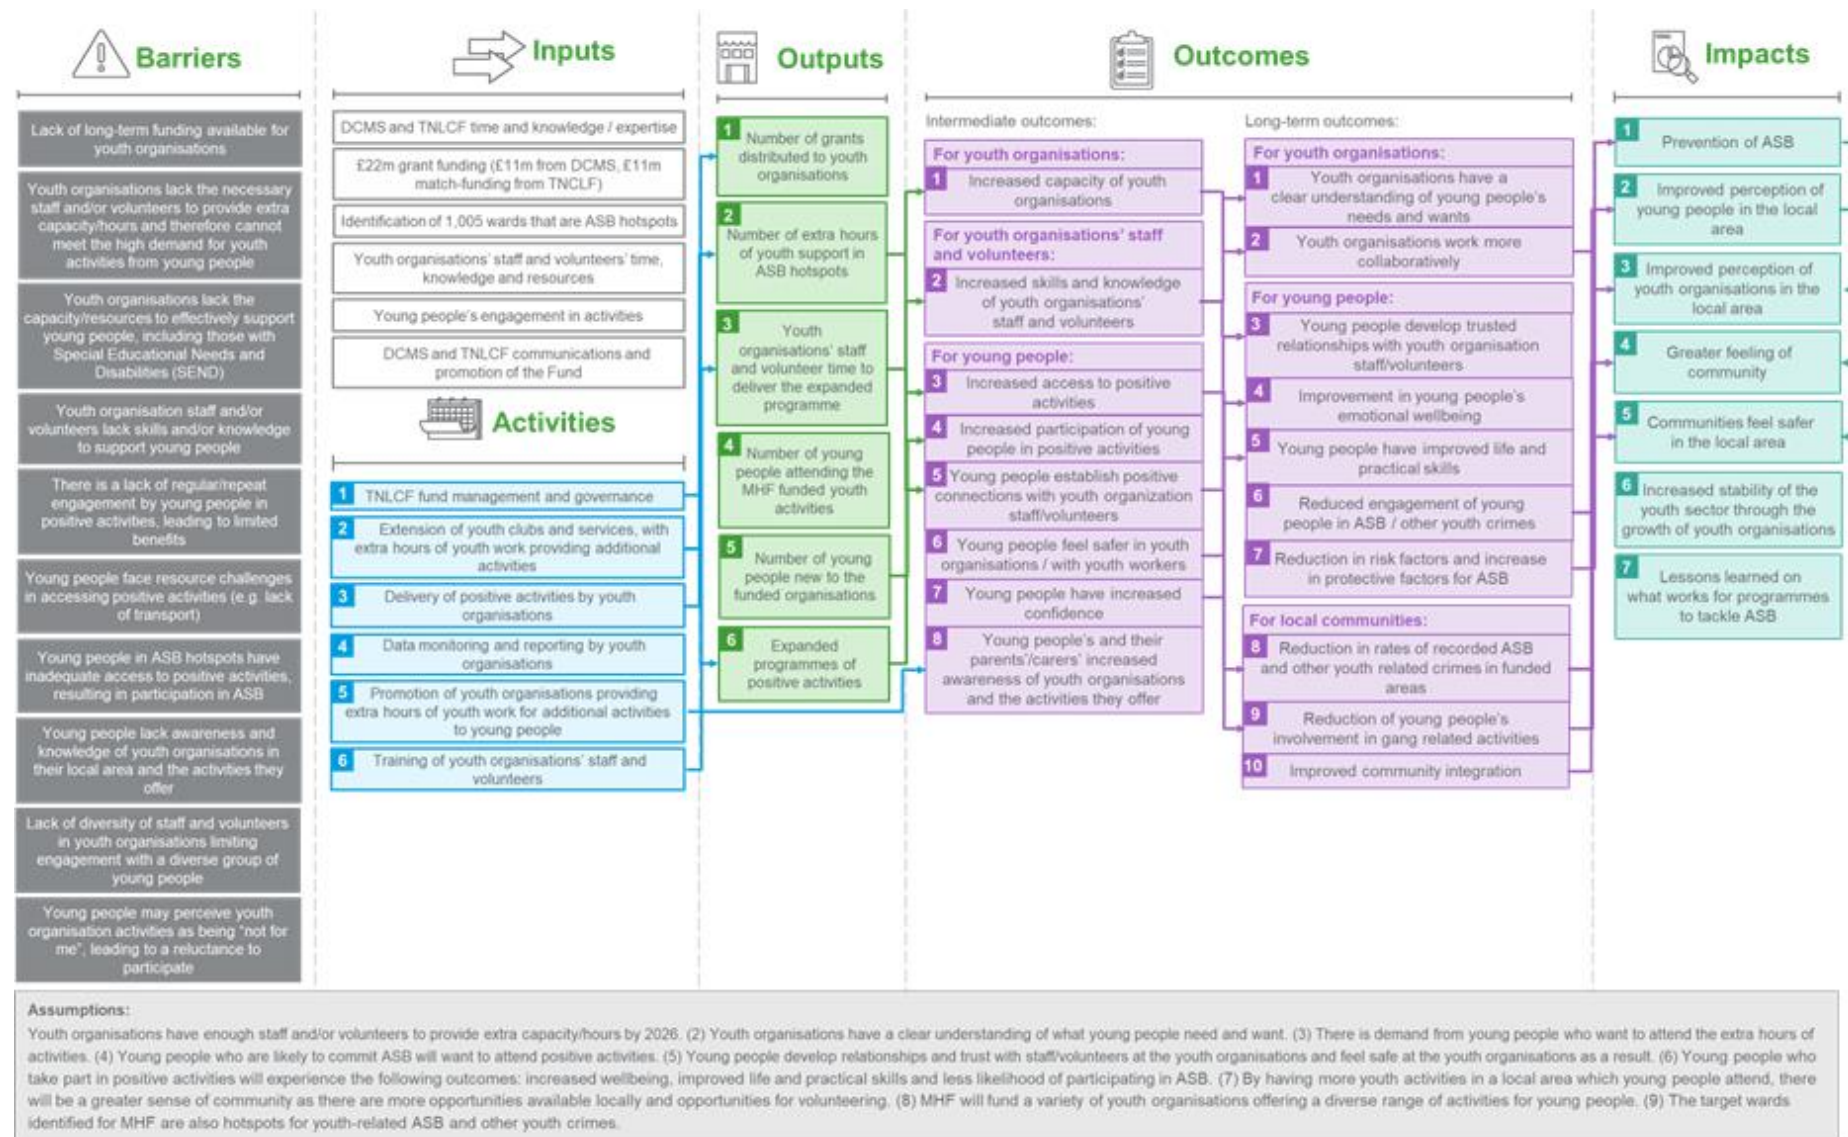 Barriers
Lack of long-term funding available for
youth organisations
Youth organisations lack the necessary
staff and/or volunteers to provide extra
capacity/hours and therefore cannot
meet the high demand for youth
activities from young people
Youth organisations lack the
capacity/resources to effectively support
young people, including those with
Special Educational Needs and
Disabilities (SEND)
Youth organisation staff and/or
volunteers lack skills and/or knowledge
to support young people
There is a lack of regular/repeat
engagement by young people in
positive activities, leading to limited
benefits
Young people face resource challenges
in accessing positive activities (e.g. lack
of transport)
Young people in ASB hotspots have
inadequate access to positive activities,
resulting in participation in ASB
Young people lack awareness and
knowledge of youth organisations in
their local area and the activities they
offer
Lack of diversity of staff and volunteers
in youth organisations limiting
engagement with a diverse group of
young people
Young people may perceive youth
organisation activities as being "not for
me", leading to a reluctance to
participate
Inputs
DCMS and TNLCF time and knowledge / expertise
£22m grant funding (£11m from DCMS, £11m
match-funding from TNCLF)
Identification of 1,005 wards that are ASB hotspots
Youth organisations' staff and volunteers' time,
knowledge and resources
Young people's engagement in activities
DCMS and TNLCF communications and
promotion of the Fund
Activities
1 TNLCF fund management and governance
2 Extension of youth clubs and services, with
extra hours of youth work providing additional
activities
3 Delivery of positive activities by youth
organisations
4 Data monitoring and reporting by youth
organisations
5 Promotion of youth organisations providing
extra hours of youth work for additional activities
to young people
6 Training of youth organisations' staff and
volunteers
Outputs
1 Number of grants
distributed to youth
organisations
2
Number of extra hours
of youth support in
ASB hotspots
3 Youth
organisations' staff
and volunteer time to
deliver the expanded
programme
4 Number of young
people attending the
MHF funded youth
activities
5 Number of young
people new to the
funded organisations
6 Expanded
programmes of
positive activities
Outcomes
Intermediate outcomes:
For youth organisations:
1 Increased capacity of youth
organisations
For youth organisations' staff
and volunteers:
2 Increased skills and knowledge
of youth organisations'
staff and volunteers
For young people:
3 Increased access to positive
activities
4 Increased participation of young
people in positive activities
5 Young people establish positive
connections with youth organization
staff/volunteers
6 Young people feel safer in youth
organisations / with youth workers
7 Young people have increased
confidence
8 Young people's and their
parents'/carers' increased
awareness of youth organisations
and the activities they offer
Long-term outcomes:
For youth organisations:
1 Youth organisations have a
clear understanding of young people's
needs and wants
2 Youth organisations work more
collaboratively
For young people:
3 Young people develop trusted
relationships with youth organisation
staff/volunteers
4 Improvement in young people's
emotional wellbeing
5 Young people have improved life and
practical skills
6 Reduced engagement of young
people in ASB / other youth crimes
7 Reduction in risk factors and increase
in protective factors for ASB
For local communities:
8 Reduction in rates of recorded ASB
and other youth related crimes in funded
areas
9 Reduction of young people's
involvement in gang related activities
10 Improved community integration
Impacts
1 Prevention of ASB
2 Improved perception of
young people in the local
area
3 Improved perception of
youth organisations in the
local area
4 Greater feeling of
community
5 Communities feel safer
in the local area
6 Increased stability of the
youth sector through the
growth of youth organisations
7 Lessons learned on
what works for programmes
to tackle ASB
Assumptions:
Youth organisations have enough staff and/or volunteers to provide extra capacity/hours by 2026. (2) Youth organisations have a clear understanding of what young people need and want. (3) There is demand from young people who want to attend the extra hours of
activities. (4) Young people who are likely to commit ASB will want to attend positive activities. (5) Young people develop relationships and trust with staff/volunteers at the youth organisations and feel safe at the youth organisations as a result. (6) Young people who
take part in positive activities will experience the following outcomes: increased wellbeing, improved life and practical skills and less likelihood of participating in ASB. (7) By having more youth activities in a local area which young people attend, there
will be a greater sense of community as there are more opportunities available locally and opportunities for volunteering. (8) MHF will fund a variety of youth organisations offering a diverse range of activities for young people. (9) The target wards
identified for MHF are also hotspots for youth-related ASB and other youth crimes.